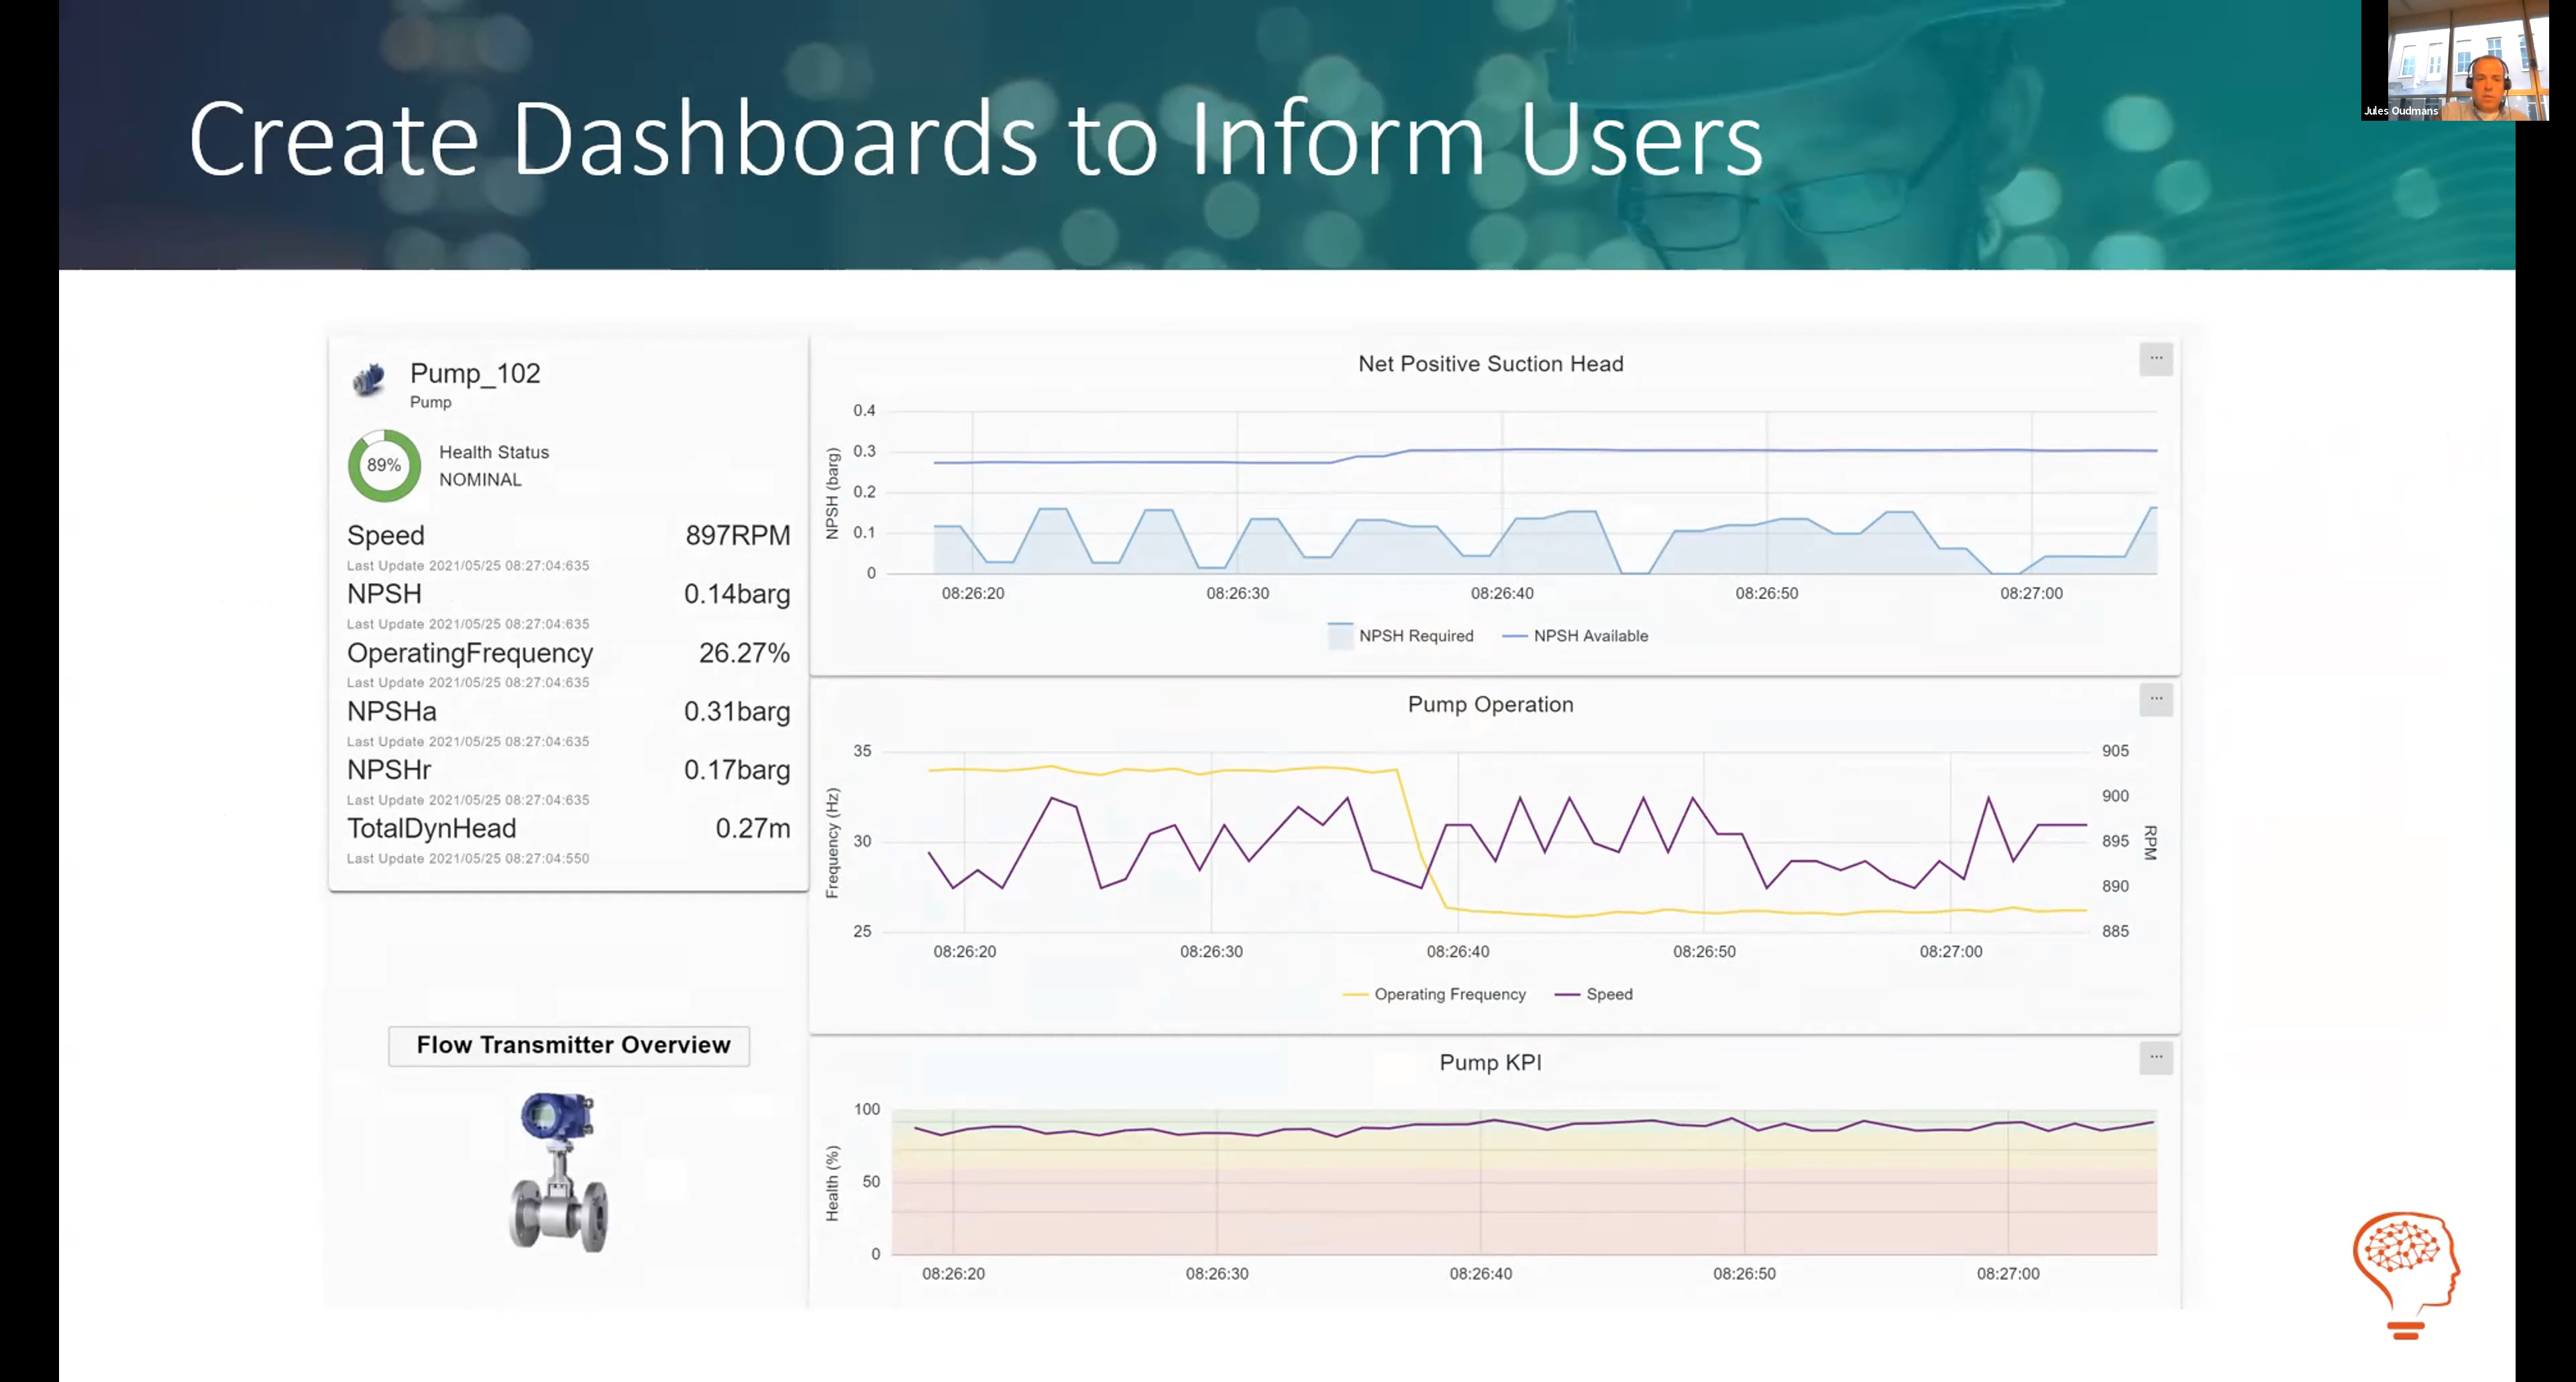 Create Dashboards to Inform Users
Jules Oudmans
Pump_102
Pump
89%
Health Status
NOMINAL
Speed 897RPM
Last Update 2021/05/25 08:27:04:635
NPSH 0.14barg
Last Update 2021/05/25 08:27:04:635
OperatingFrequency 26.27%
Last Update 2021/05/25 08:27:04:635
NPSHa 0.31barg
Last Update 2021/05/25 08:27:04:635
NPSHr 0.17barg
Last Update 2021/05/25 08:27:04:635
TotalDynHead 0.27m
Last Update 2021/05/25 08:27:04:550
Flow Transmitter Overview
Net Positive Suction Head
...
NPSH (barg)
0.4
0.3
0.2
0.1
0
08:26:20 08:26:30 08:26:40 08:26:50 08:27:00
NPSH Required NPSH Available
Pump Operation
...
Frequency (Hz)
35
30
25
905
900
895
890
885
RPM
08:26:20 08:26:30 08:26:40 08:26:50 08:27:00
Operating Frequency Speed
Pump KPI
...
Health (%)
100
50
0
08:26:20 08:26:30 08:26:40 08:26:50 08:27:00